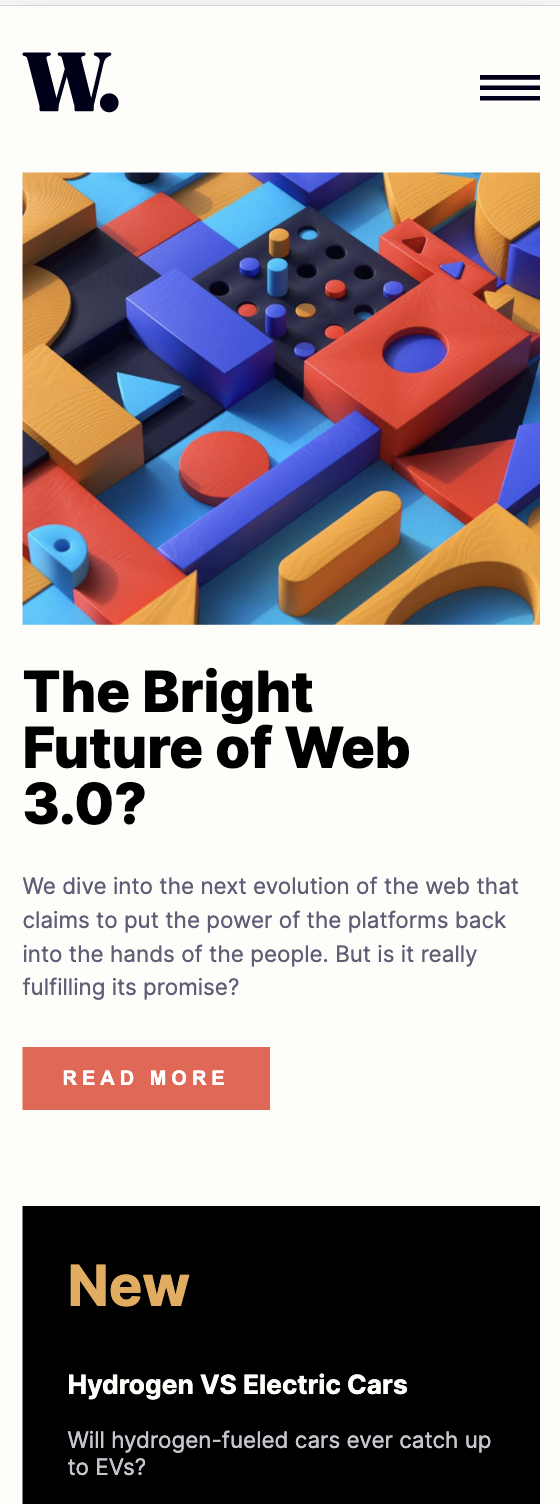 W.
The Bright
Future of Web
3.0?
We dive into the next evolution of the web that
claims to put the power of the platforms back
into the hands of the people. But is it really
fulfilling its promise?
READ MORE
New
Hydrogen VS Electric Cars
Will hydrogen-fueled cars ever catch up
to EVs?